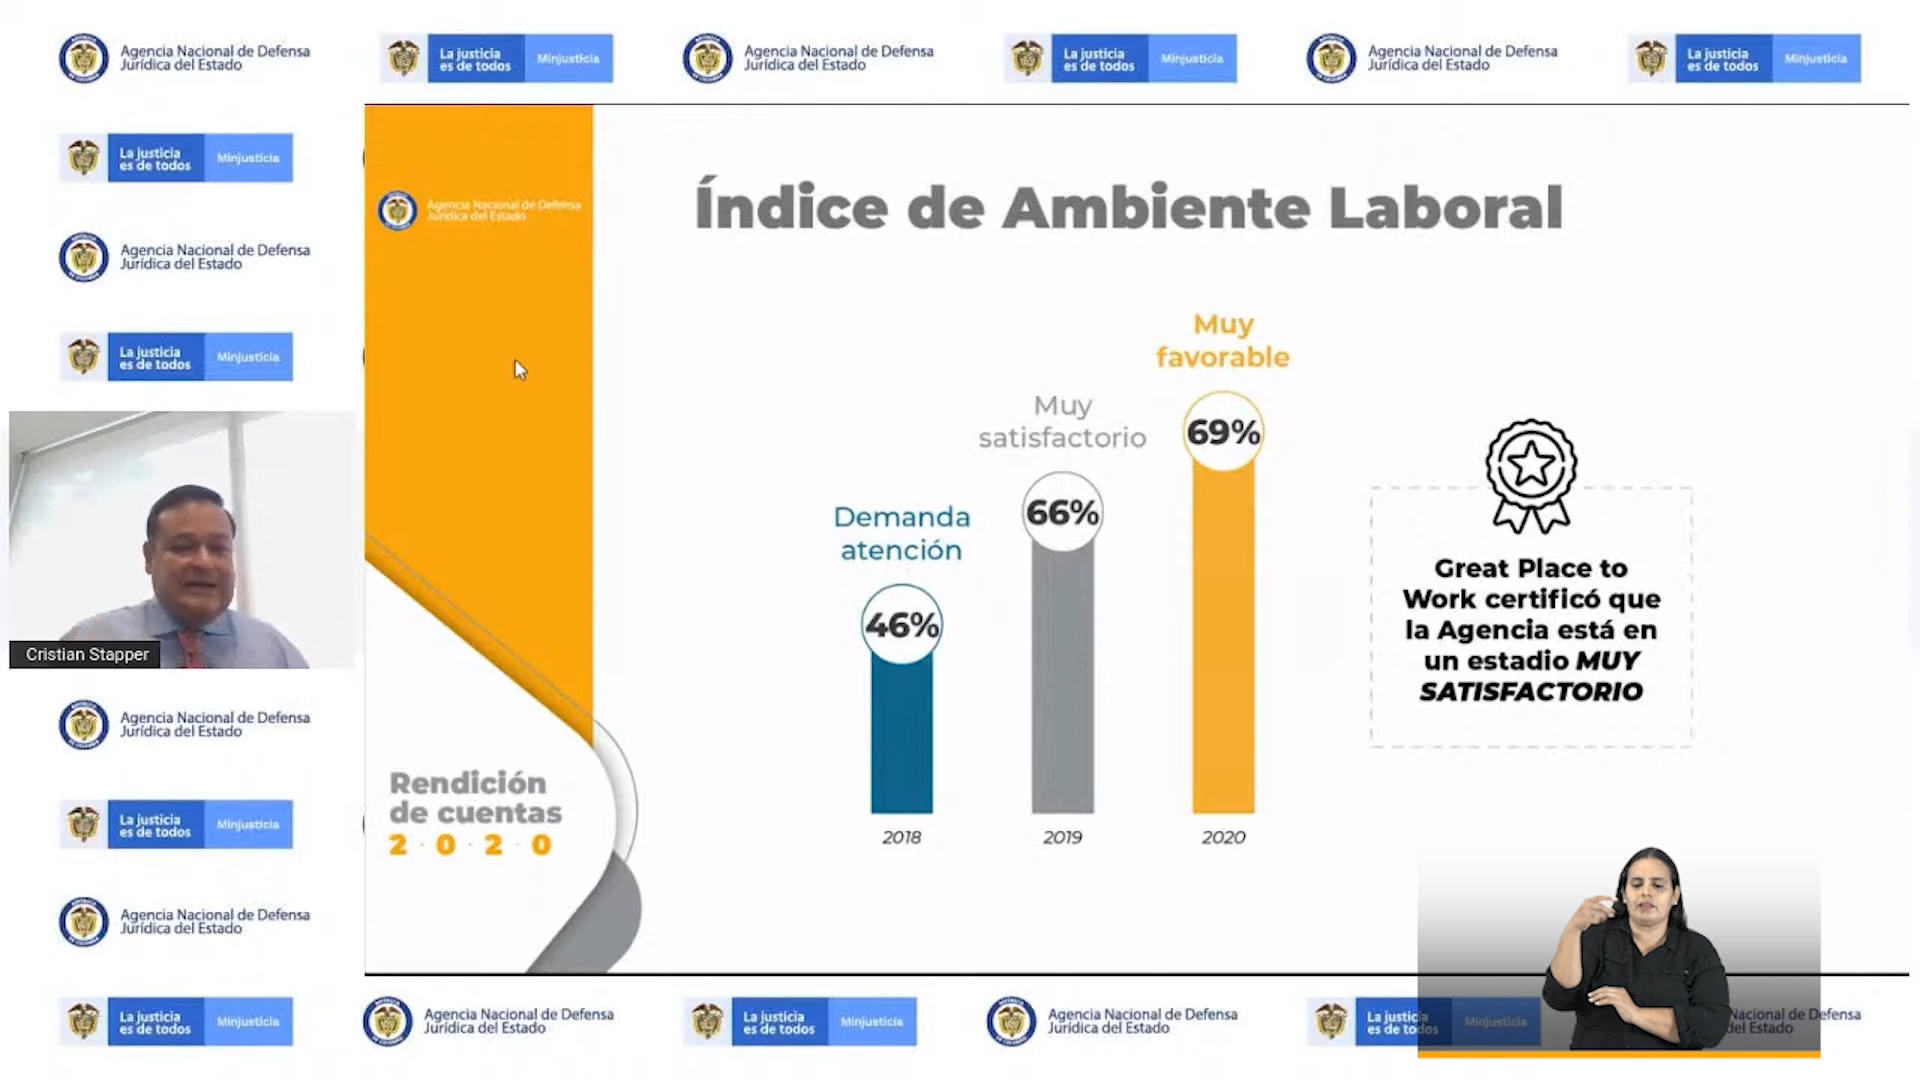 Agencia Nacional de Defensa
Jurídica del Estado
La justicia
es de todos
Minjusticia
Agencia Nacional de Defensa
Jurídica del Estado
La justicia
es de todos
Minjusticia
Agencia Nacional de Defensa
Jurídica del Estado
La justicia
es de todos
Minjusticia
La justicia
es de todos
Minjusticia
Agencia Nacional de Defensa
Jurídica del Estado
La justicia
es de todos
Minjusticia
Cristian Stapper
Agencia Nacional de Defensa
Jurídica del Estado
La justicia
es de todos
Minjusticia
Agencia Nacional de Defensa
Jurídica del Estado
Agencia Nacional de Defensa
Jurídica del Estado
Rendición
de cuentas
2·0·2·0
Índice de Ambiente Laboral
Demanda
atención
46%
2018
Muy
satisfactorio
66%
2019
Muy
favorable
69%
2020
Great Place to
Work certificó que
la Agencia está en
un estadio MUY
SATISFACTORIO
La justicia
es de todos
Minjusticia
Agencia Nacional de Defensa
Jurídica del Estado
La justicia
es de todos
Minjusticia
Agencia Nacional de Defensa
Jurídica del Estado
La justicia
es de todos
Minjusticia
Nacional de Defensa
del Estado